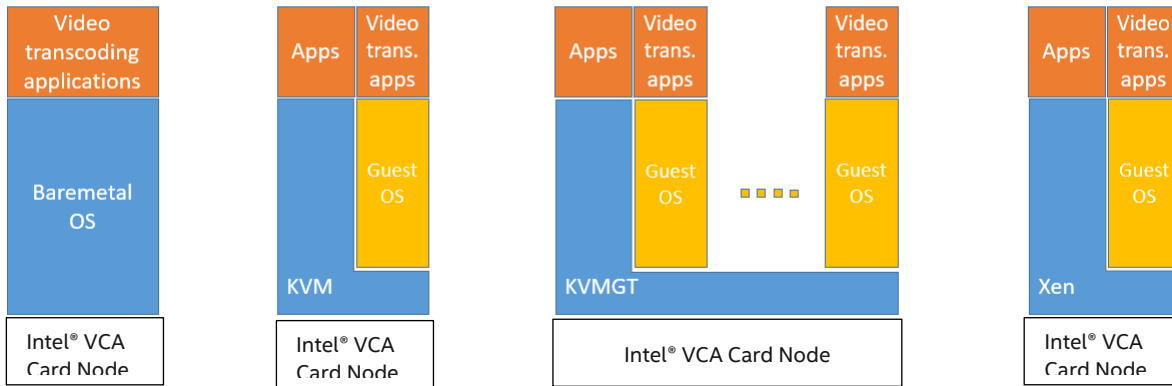 Video
transcoding
applications
Baremetal
OS
Intel® VCA
Card Node
Apps
Video
trans.
apps
Guest
OS
KVM
Intel® VCA
Card Node
Apps
Video
trans.
apps
Video
trans.
apps
Guest
OS
Guest
OS
KVMGT
Intel® VCA Card Node
Apps
Video
trans.
apps
Guest
OS
Xen
Intel® VCA
Card Node